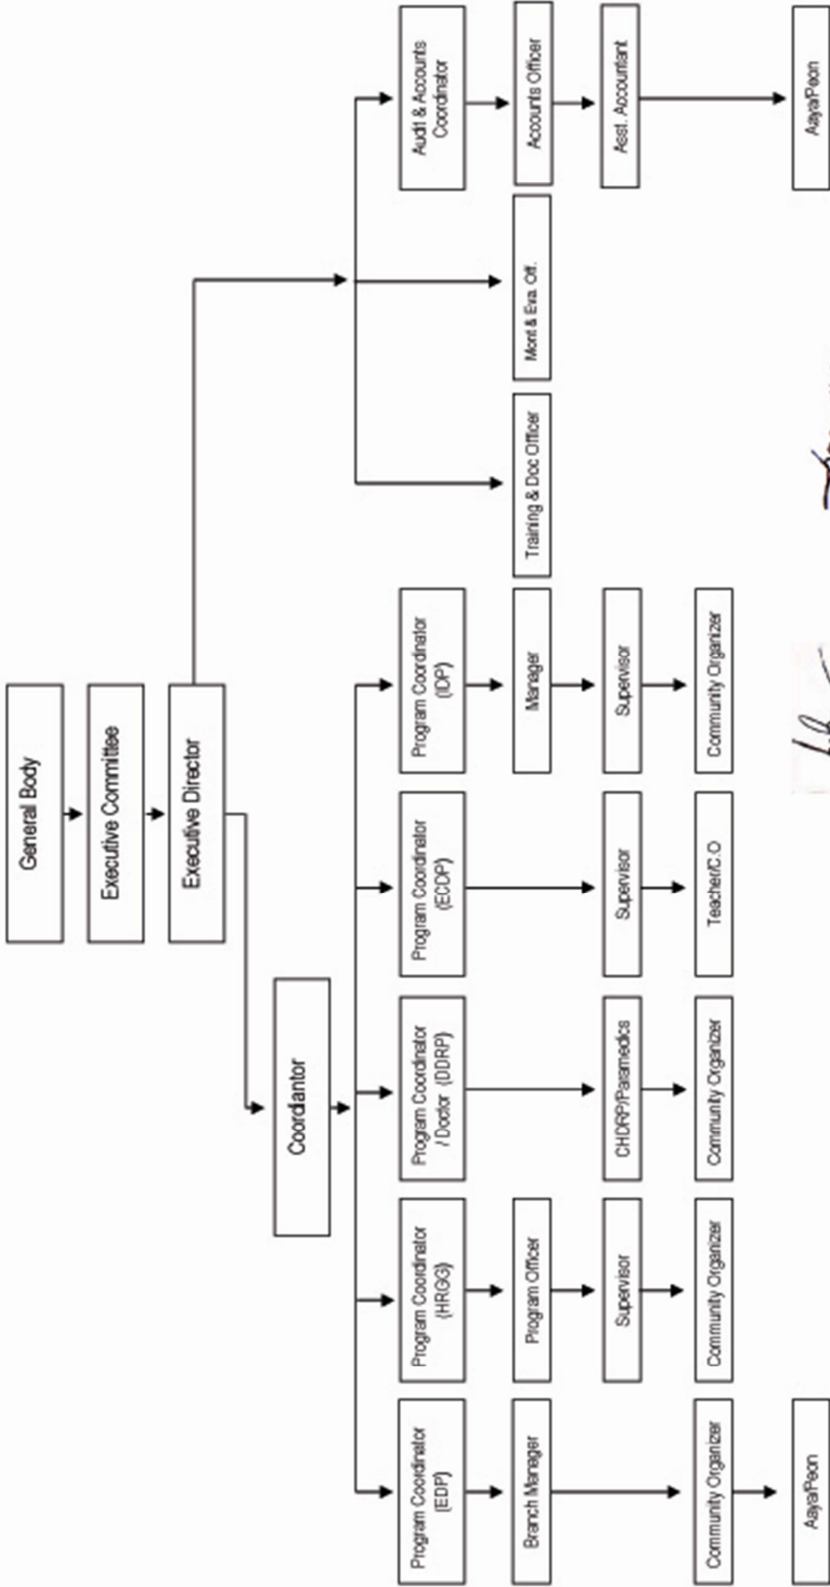 General Body
Executive Committee
Executive Director
Coordiantor
Program Coordinator
(EDP)
Program Coordinator
(HRGG)
Program Coordinator
/ Doctor (DDRP)
Program Coordinator
(ECDP)
Program Coordinator
(IDP)
Audit & Accounts
Coordinator
Branch Manager
Program Officer
Manager
Training & Doc Officer
Mont & Eva. Off.
Accounts Officer
Supervisor
CHDRP/Paramedics
Supervisor
Supervisor
Asst. Accountant
Community Organizer
Community Organizer
Community Organizer
Teacher/C.O
Community Organizer
Aaya/Peon
Aaya/Peon